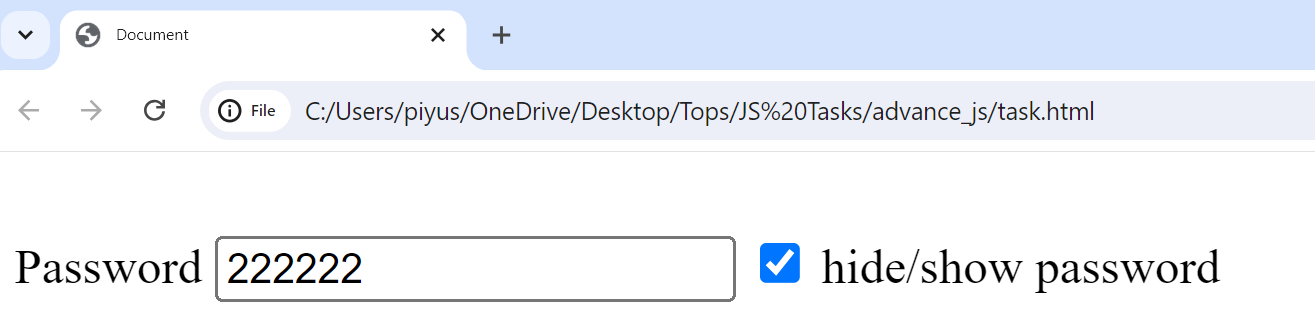 Document
File C:/Users/piyus/OneDrive/Desktop/Tops/JS%20Tasks/advance_js/task.html
Password 222222 hide/show password